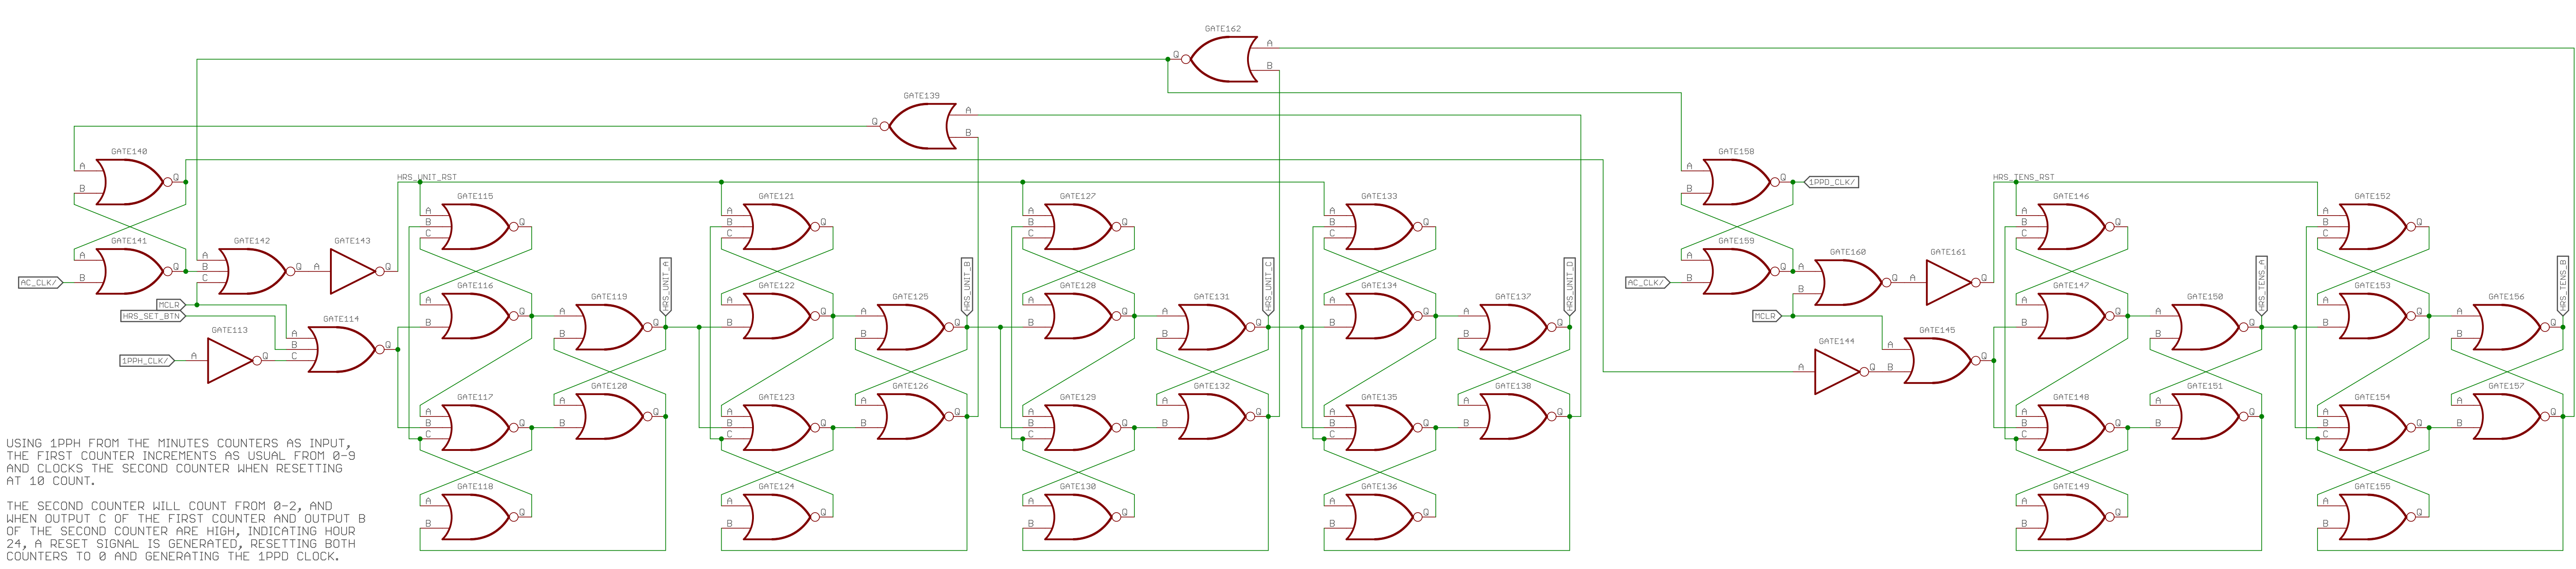 GATE162
Q
A
B
GATE139
Q
A
B
GATE140
A
B
Q
GATE141
A
B
Q
AC_CLK/
GATE142
A
B
C
Q
GATE143
A
Q
MCLR
HRS_SET_BTN
GATE113
1PPH_CLK/
A
Q
GATE114
A
B
C
Q
HRS_UNIT_RST
GATE115
A
B
C
Q
GATE116
A
B
Q
GATE117
A
B
C
Q
GATE118
A
B
Q
GATE119
A
B
Q
GATE120
A
B
Q
HRS_UNIT_A
GATE121
A
B
C
Q
GATE122
A
B
Q
GATE123
A
B
C
Q
GATE124
A
B
Q
GATE125
A
B
Q
GATE126
A
B
Q
HRS_UNIT_B
GATE127
A
B
C
Q
GATE128
A
B
Q
GATE129
A
B
C
Q
GATE130
A
B
Q
GATE131
A
B
Q
GATE132
A
B
Q
HRS_UNIT_C
GATE133
A
B
C
Q
GATE134
A
B
Q
GATE135
A
B
C
Q
GATE136
A
B
Q
GATE137
A
B
Q
GATE138
A
B
Q
HRS_UNIT_D
GATE158
A
B
Q
1PPD_CLK/
GATE159
A
B
Q
AC_CLK/
GATE160
A
B
Q
GATE161
A
Q
MCLR
GATE144
A
Q
GATE145
A
B
Q
HRS_TENS_RST
GATE146
A
B
C
Q
GATE147
A
B
Q
GATE148
A
B
C
Q
GATE149
A
B
Q
GATE150
A
B
Q
GATE151
A
B
Q
HRS_TENS_A
GATE152
A
B
C
Q
GATE153
A
B
Q
GATE154
A
B
C
Q
GATE155
A
B
Q
GATE156
A
B
Q
GATE157
A
B
Q
HRS_TENS_B
USING 1PPH FROM THE MINUTES COUNTERS AS INPUT,
THE FIRST COUNTER INCREMENTS AS USUAL FROM 0-9
AND CLOCKS THE SECOND COUNTER WHEN RESETTING
AT 10 COUNT.
THE SECOND COUNTER WILL COUNT FROM 0-2, AND
WHEN OUTPUT C OF THE FIRST COUNTER AND OUTPUT B
OF THE SECOND COUNTER ARE HIGH, INDICATING HOUR
24, A RESET SIGNAL IS GENERATED, RESETTING BOTH
COUNTERS TO 0 AND GENERATING THE 1PPD CLOCK.